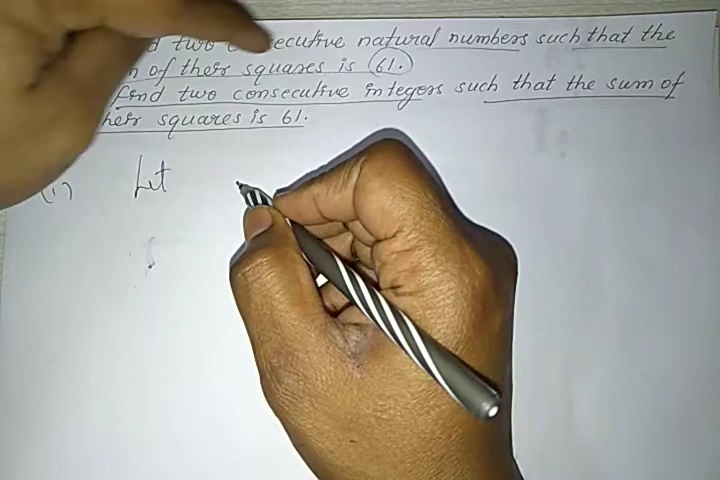 two consecutive natural numbers such that the
of their squares is 61.
find two consecutive integers such that the sum of
squares is 61.
(i) Let